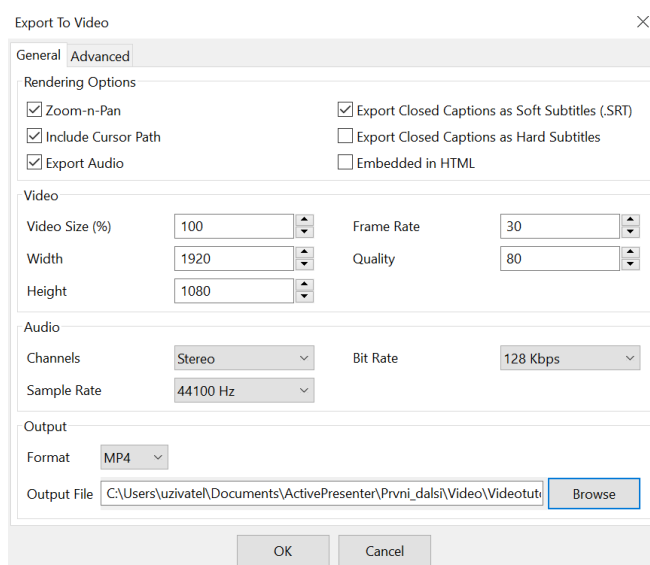 Export To Video
General Advanced
Rendering Options
Zoom-n-Pan Export Closed Captions as Soft Subtitles (.SRT)
Include Cursor Path Export Closed Captions as Hard Subtitles
Export Audio Embedded in HTML
Video
Video Size (%) 100 Frame Rate 30
Width 1920 Quality 80
Height 1080
Audio
Channels Stereo Bit Rate 128 Kbps
Sample Rate 44100 Hz
Output
Format MP4
Output File C:\Users\uzivatel\Documents\ActivePresenter\Prvni_dalsi\Video\Videotut Browse
OK Cancel